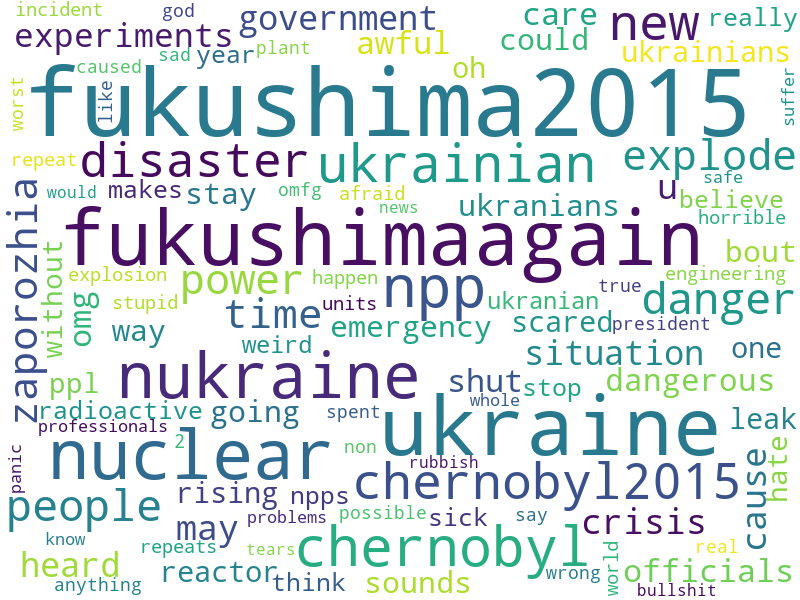 incident
god
government
care
new
really
experiments
plant
awful
could
ukrainians
caused
sad
year
oh
worst
like
fukushima2015
suffer
repeat
disaster
ukrainian
explode
would
makes
stay
omfg
afraid
u
safe
believe
news
ukranians
horrible
zaporozhia
without
omg
fukushimaagain
bout
explosion
power
happen
npp
engineering
stupid
units
ukranian
true
danger
way
time
emergency
scared
president
weird
situation
one
ppl
nukraine
shut
stop
dangerous
radioactive
going
spent
whole
ukraine
leak
professionals
2
non
panic
nuclear
rubbish
hate
people
rising
npps
chernobyl2015
cause
may
problems
possible
sick
say
crisis
know
repeats
tears
chernobyl
real
heard
reactor
think
sounds
wrong
world
officials
anything
bullshit